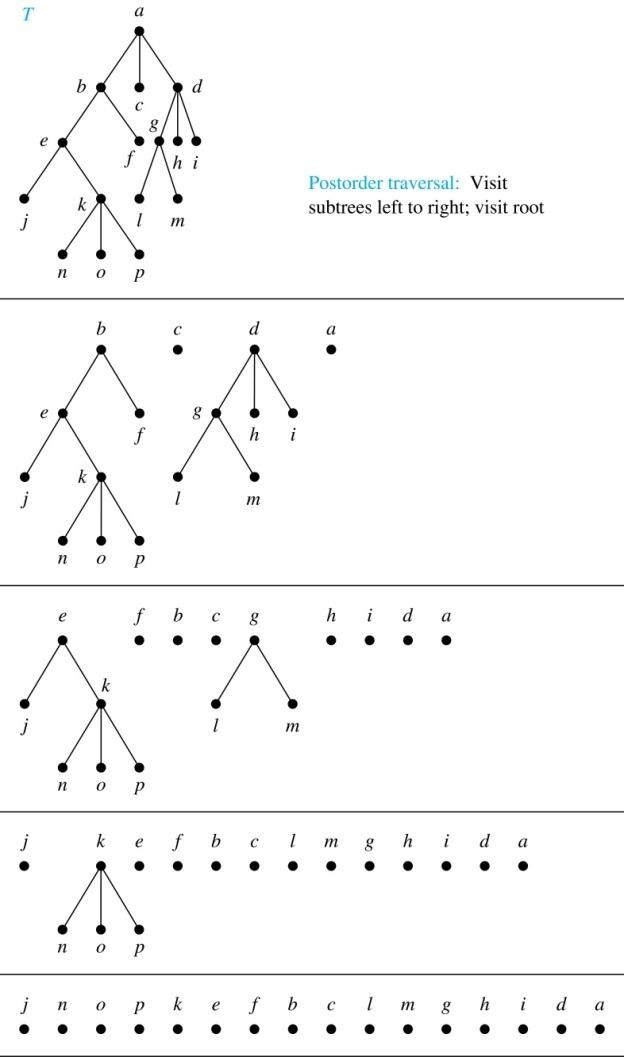 T
a
b d
c
g
e f h i
k
j l m
n o p
Postorder traversal: Visit
subtrees left to right; visit root
b c d a
e g
f h i
k
j l m
n o p
e f b c g h i d a
k
j l m
n o p
j k e f b c l m g h i d a
n o p
j n o p k e f b c l m g h i d a